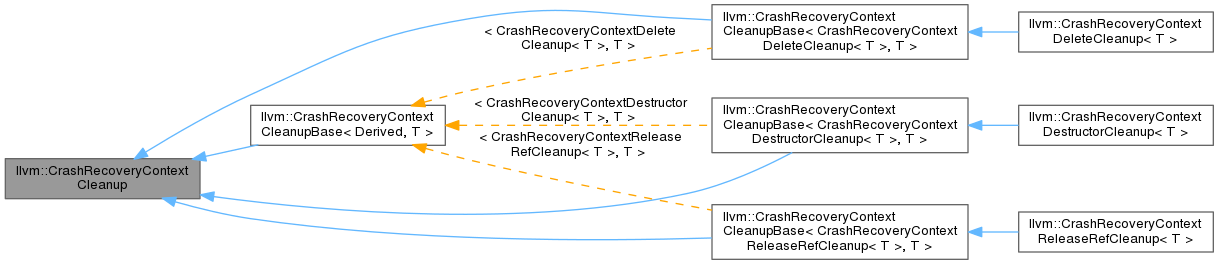 llvm::CrashRecoveryContext
Cleanup
llvm::CrashRecoveryContext
CleanupBase< Derived, T >
< CrashRecoveryContextDelete
Cleanup< T >, T >
< CrashRecoveryContextDestructor
Cleanup< T >, T >
< CrashRecoveryContextRelease
RefCleanup< T >, T >
llvm::CrashRecoveryContext
CleanupBase< CrashRecoveryContext
DeleteCleanup< T >, T >
llvm::CrashRecoveryContext
CleanupBase< CrashRecoveryContext
DestructorCleanup< T >, T >
llvm::CrashRecoveryContext
CleanupBase< CrashRecoveryContext
ReleaseRefCleanup< T >, T >
llvm::CrashRecoveryContext
DeleteCleanup< T >
llvm::CrashRecoveryContext
DestructorCleanup< T >
llvm::CrashRecoveryContext
ReleaseRefCleanup< T >